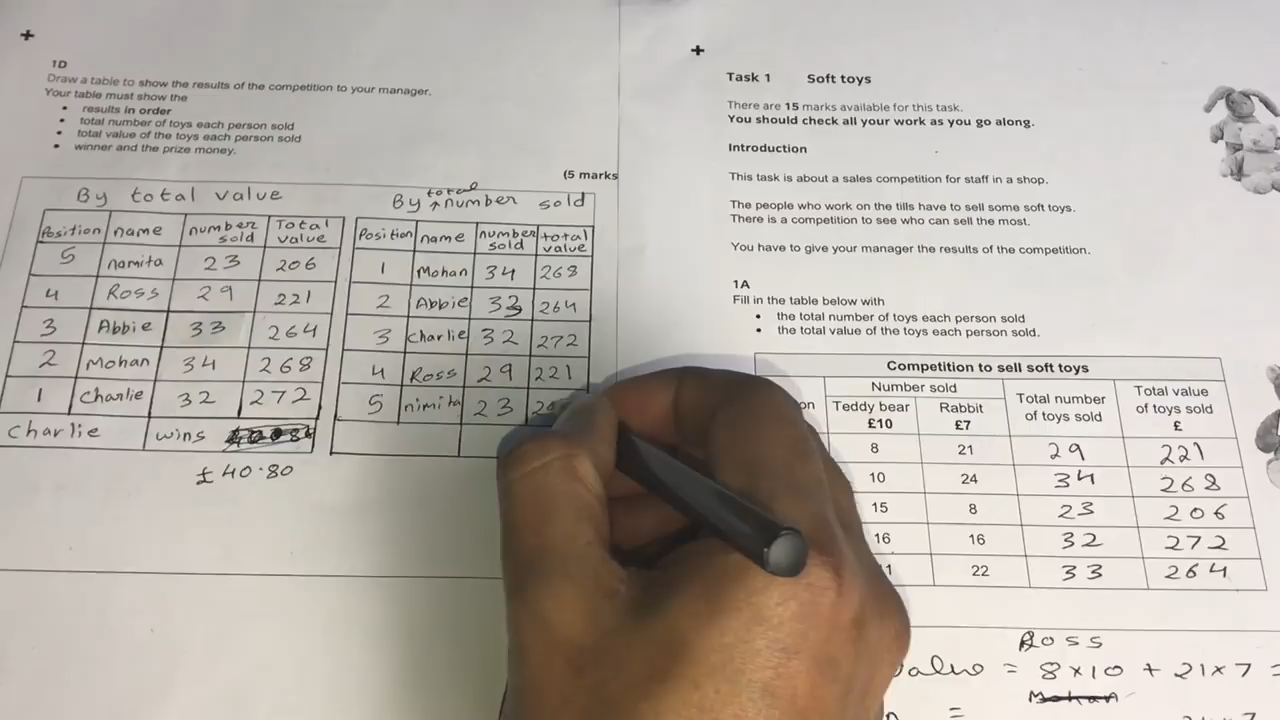 1D
Draw a table to show the results of the competition to your manager.
Your table must show the
• results in order
• total number of toys each person sold
• total value of the toys each person sold
• winner and the prize money.
(5 marks
By total value
Position name number sold Total value
5 namita 23 206
4 Ross 29 221
3 Abbie 33 264
2 Mohan 34 268
1 Charlie 32 272
Charlie wins
£40.80
By total number sold
Position name number sold total value
1 Mohan 34 268
2 Abbie 33 264
3 Charlie 32 272
4 Ross 29 221
5 nimita 23
Task 1 Soft toys
There are 15 marks available for this task.
You should check all your work as you go along.
Introduction
This task is about a sales competition for staff in a shop.
The people who work on the tills have to sell some soft toys.
There is a competition to see who can sell the most.
You have to give your manager the results of the competition.
1A
Fill in the table below with
• the total number of toys each person sold
• the total value of the toys each person sold.
Competition to sell soft toys
Number sold
Teddy bear £10 Rabbit £7 Total number of toys sold Total value of toys sold £
8 21 29 221
10 24 34 268
15 8 23 206
16 16 32 272
22 33 264
Ross
value = 8 x 10 + 21 x 7 =
Mohan
=